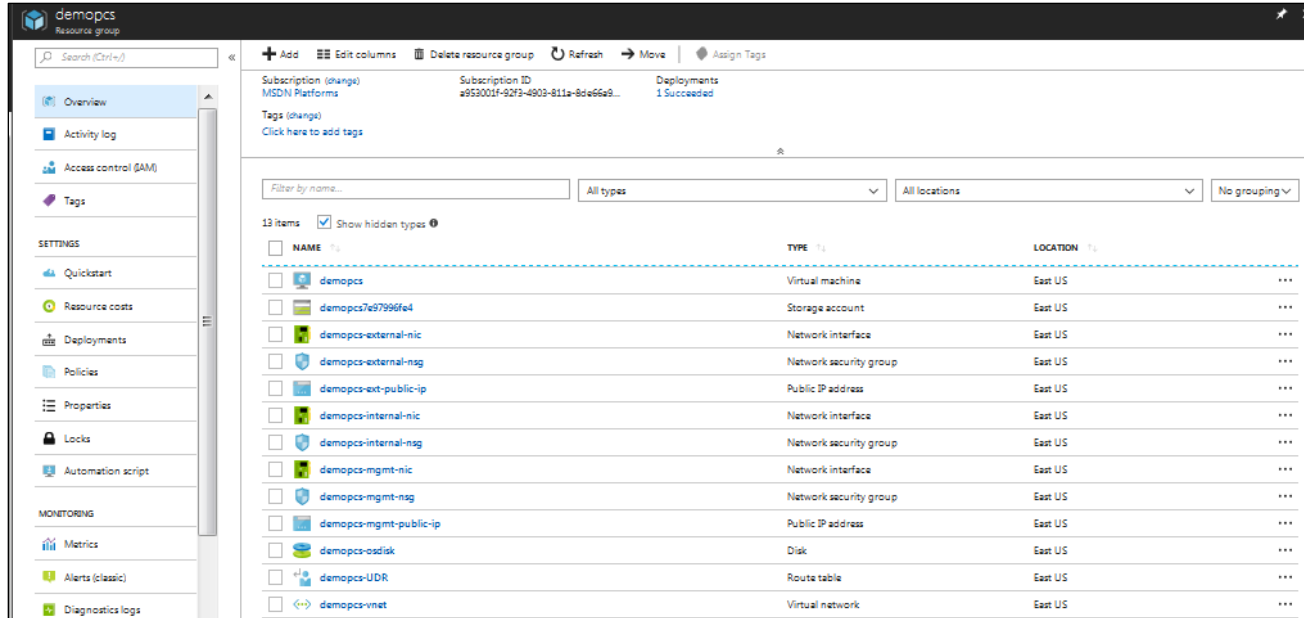 demopcs
Resource group
Search (Ctrl+/)
Overview
Activity log
Access control (IAM)
Tags
SETTINGS
Quickstart
Resource costs
Deployments
Policies
Properties
Locks
Automation script
MONITORING
Metrics
Alerts (classic)
Diagnostics logs
Add Edit columns Delete resource group Refresh Move Assign Tags
Subscription (change) Subscription ID Deployments
MSDN Platforms a953001f-92f3-4903-811a-8de66a9... 1 Succeeded
Tags (change)
Click here to add tags
Filter by name... All types All locations No grouping
13 items Show hidden types
NAME TYPE LOCATION
demopcs Virtual machine East US ...
demopcs7e97996fe4 Storage account East US ...
demopcs-external-nic Network interface East US ...
demopcs-external-nsg Network security group East US ...
demopcs-ext-public-ip Public IP address East US ...
demopcs-internal-nic Network interface East US ...
demopcs-internal-nsg Network security group East US ...
demopcs-mgmt-nic Network interface East US ...
demopcs-mgmt-nsg Network security group East US ...
demopcs-mgmt-public-ip Public IP address East US ...
demopcs-osdisk Disk East US ...
demopcs-UDR Route table East US ...
demopcs-vnet Virtual network East US ...